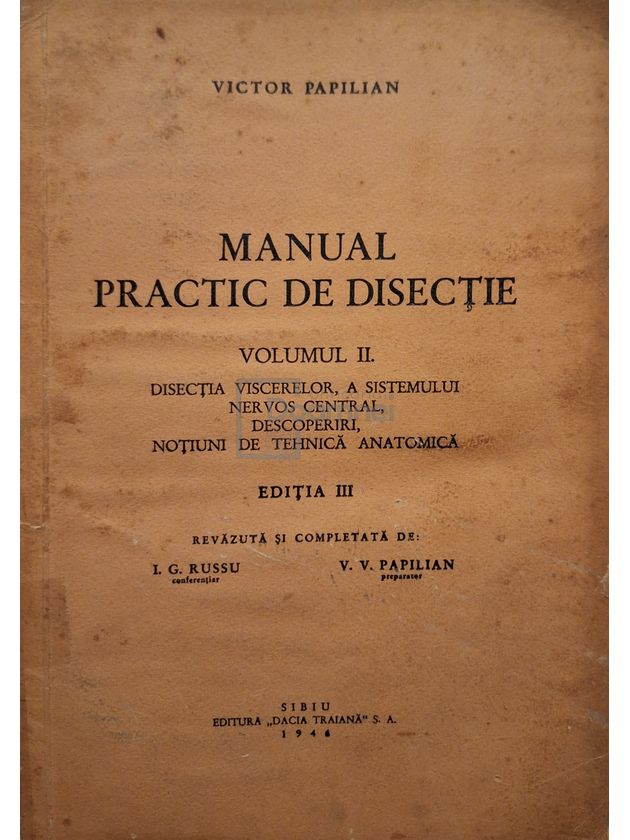 VICTOR PAPILIAN
MANUAL
PRACTIC DE DISECȚIE
VOLUMUL II.
DISECȚIA VISCERELOR, A SISTEMULUI
NERVOS CENTRAL,
DESCOPERIRI,
NOȚIUNI DE TEHNICĂ ANATOMICĂ
EDIȚIA III
REVĂZUTĂ ȘI COMPLETATĂ DE:
I. G. RUSSU V. V. PAPILIAN
conferențiar preparator
SIBIU
EDITURA „DACIA TRAIANĂ” S. A.
1946